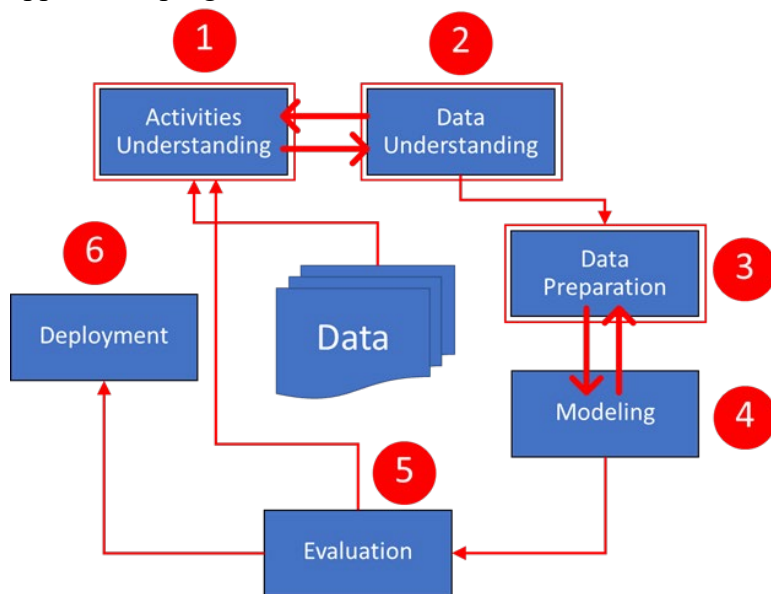 1
2
Activities
Understanding
Data
Understanding
6
Data
Preparation
3
Deployment
Data
Modeling
4
5
Evaluation